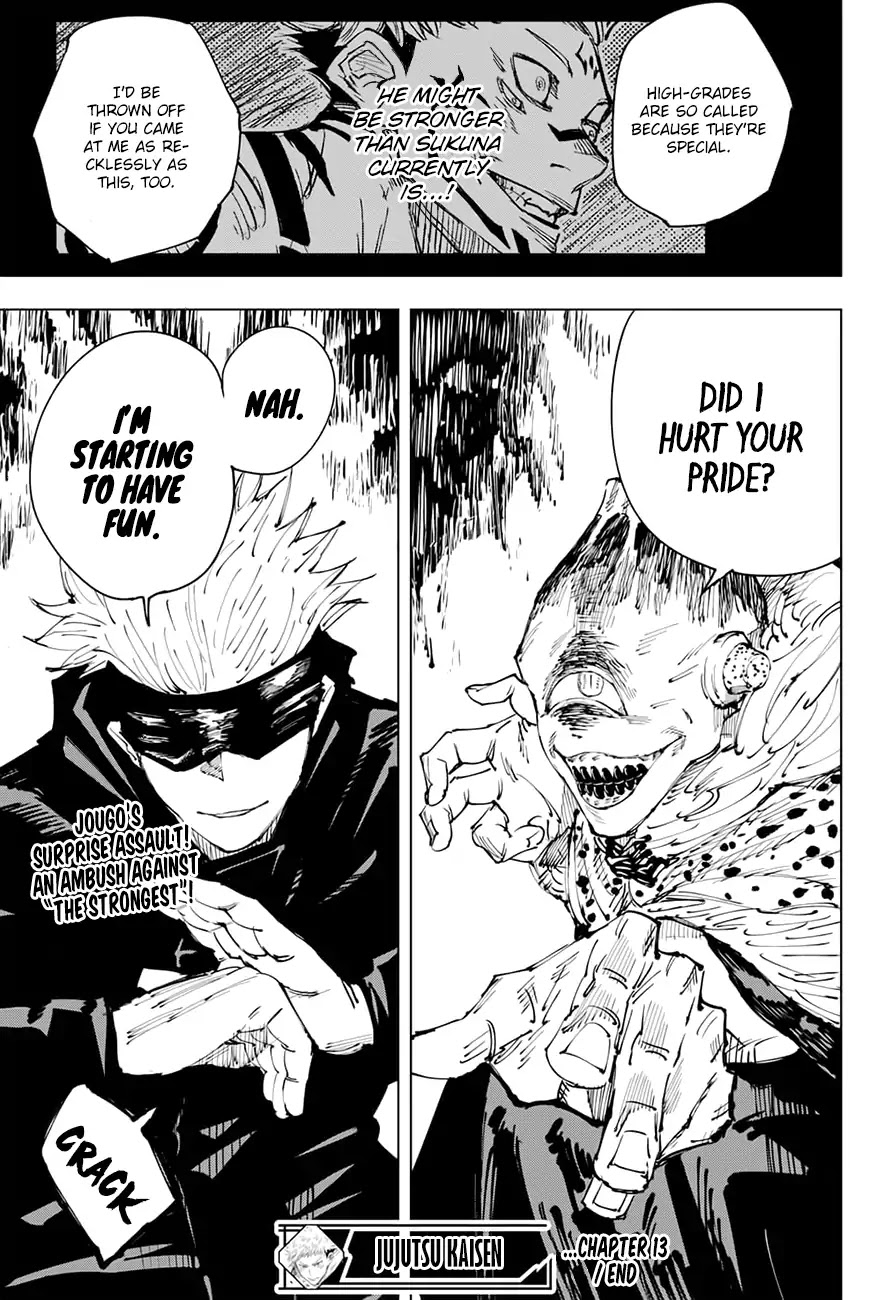 HIGH-GRADES
ARE SO CALLED
BECAUSE THEY'RE
SPECIAL.
HE MIGHT
BE STRONGER
THAN SUKUNA
CURRENTLY
IS...!
I'D BE
THROWN OFF
IF YOU CAME
AT ME AS RE-
CKLESSLY AS
THIS, TOO.
DID I
HURT YOUR
PRIDE?
NAH.
I'M
STARTING
TO HAVE
FUN.
JOUGO'S
SURPRISE ASSAULT!
AN AMBUSH AGAINST
"THE STRONGEST"!
CRACK
JUJUTSU KAISEN
...CHAPTER 13
/ END